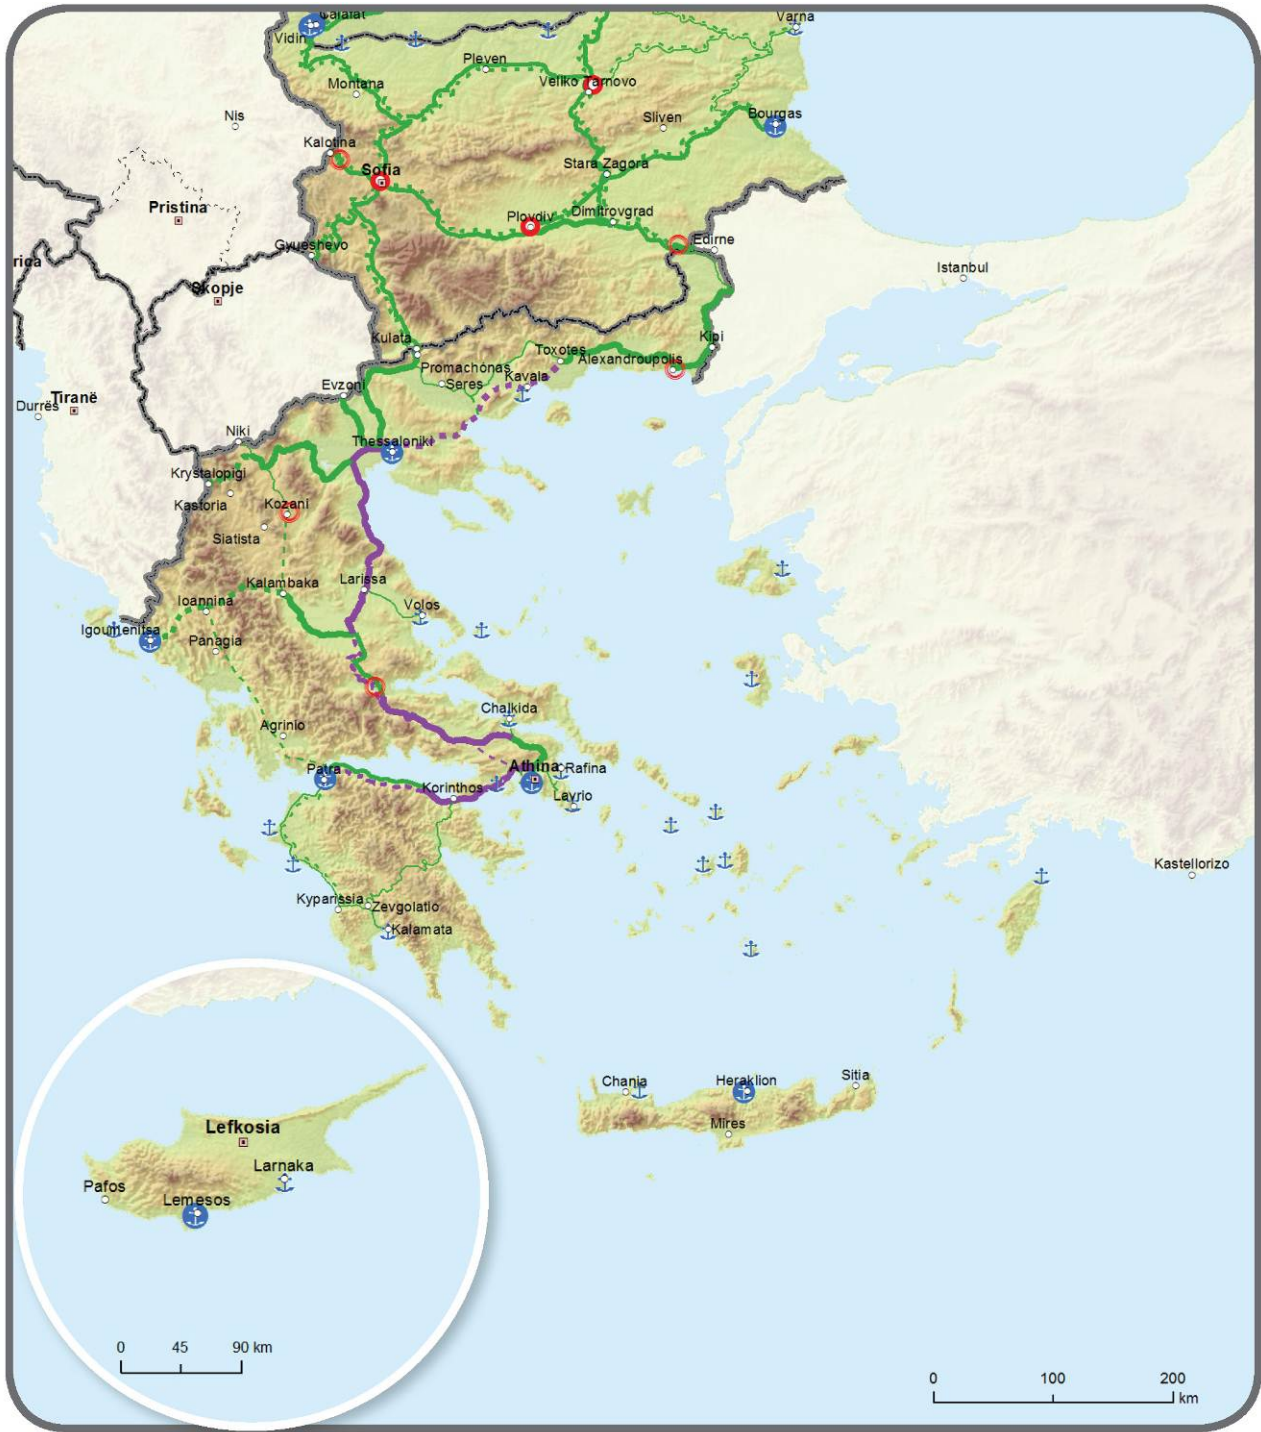 Calafat
Varna
Vidin
Pleven
Montana
Veliko Tarnovo
Nis
Sliven
Bourgas
Kalotina
Sofia
Stara Zagora
Pristina
Plovdiv
Dimitrovgrad
Gyueshevo
Edirne
rica
Istanbul
Skopje
Kulata
Kipi
Toxotes
Promachonas
Alexandroupolis
Evzoni
Seres
Kavala
Tiranë
Durrës
Niki
Thessaloniki
Krystalopigi
Kastoria
Kozani
Siatista
Kalambaka
Larissa
Ioannina
Volos
Igoumenitsa
Panagia
Chalkida
Agrinio
Patra
Athina
Rafina
Korinthos
Lavrio
Kastellorizo
Kyparissia
Zevgolatio
Kalamata
Chania
Heraklion
Sitia
Mires
Lefkosia
Larnaka
Pafos
Lemesos
0 45 90 km
0 100 200
km